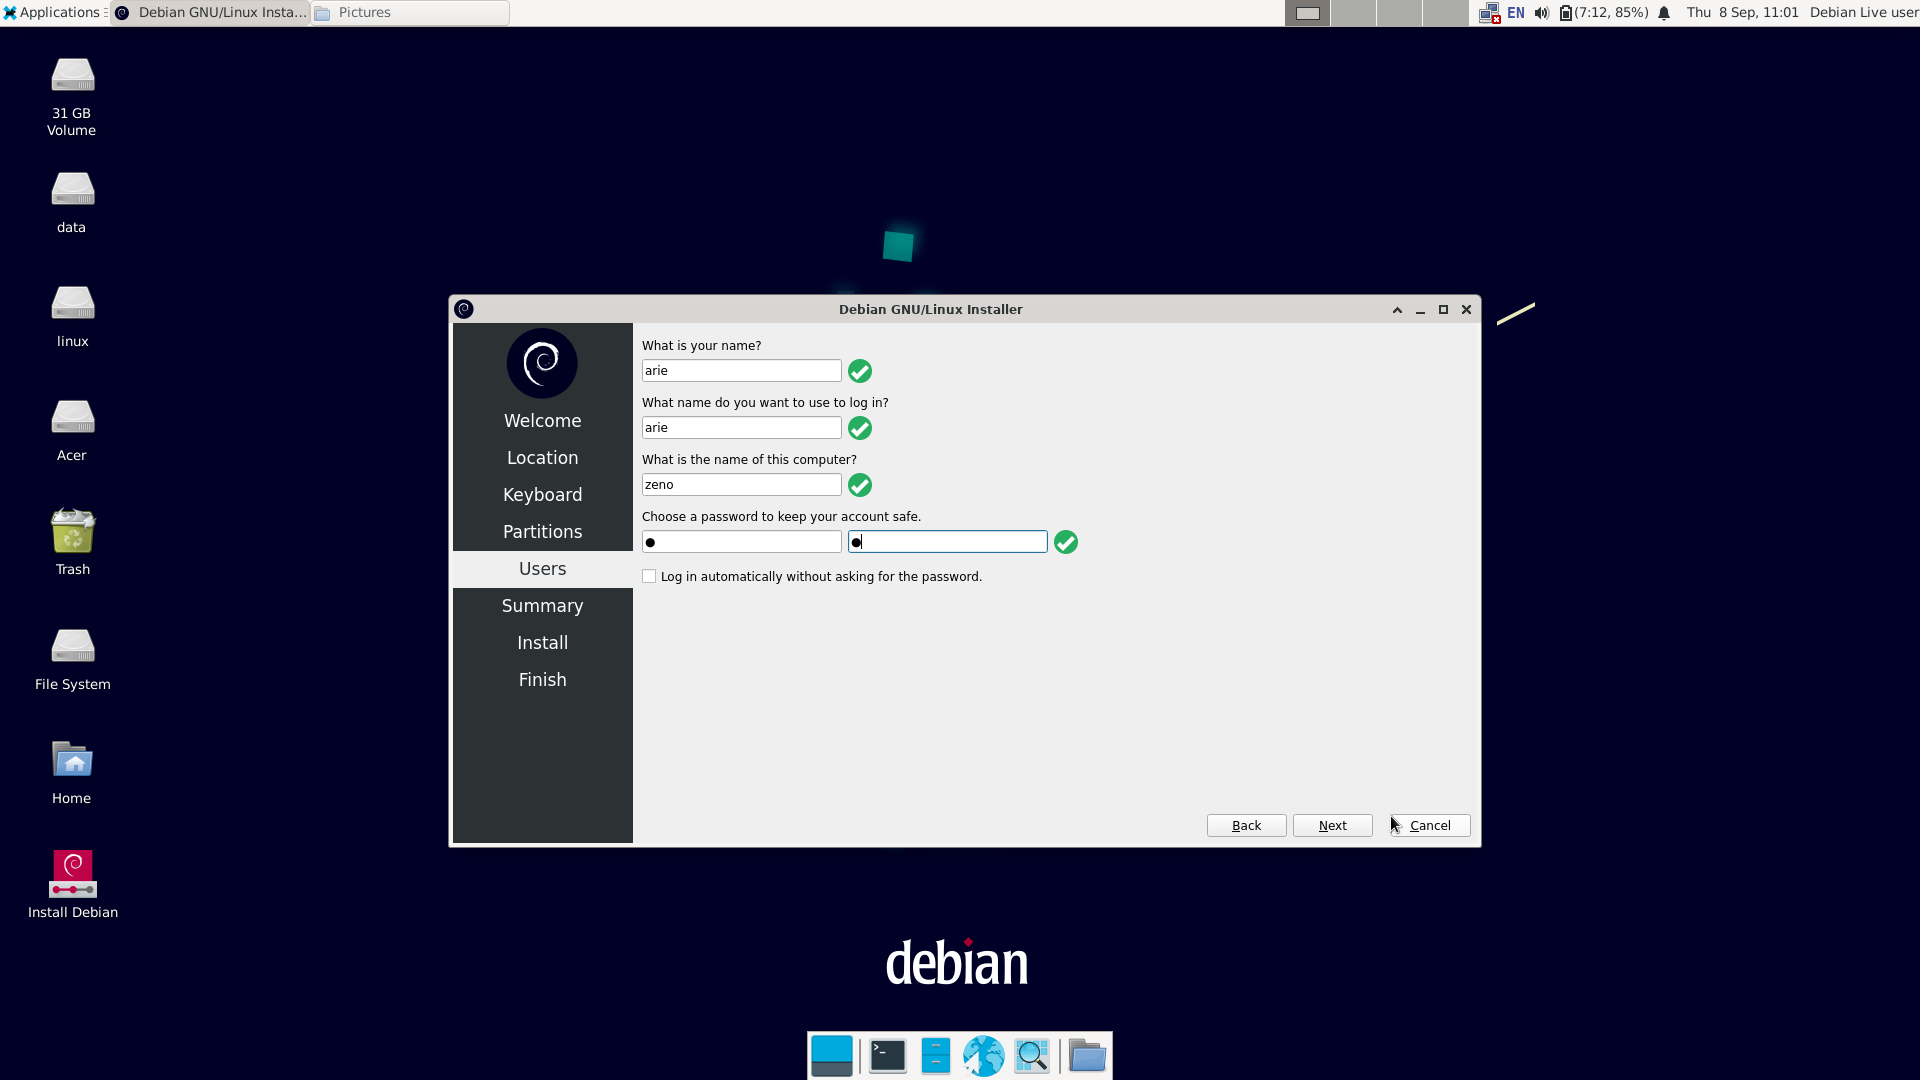 Applications
Debian GNU/Linux Insta...
Pictures
EN
(7:12, 85%)
Thu 8 Sep, 11:01
Debian Live user
31 GB
Volume
data
linux
Acer
Trash
File System
Home
Install Debian
Debian GNU/Linux Installer
Welcome
Location
Keyboard
Partitions
Users
Summary
Install
Finish
What is your name?
arie
What name do you want to use to log in?
arie
What is the name of this computer?
zeno
Choose a password to keep your account safe.
Log in automatically without asking for the password.
Back
Next
Cancel
debian